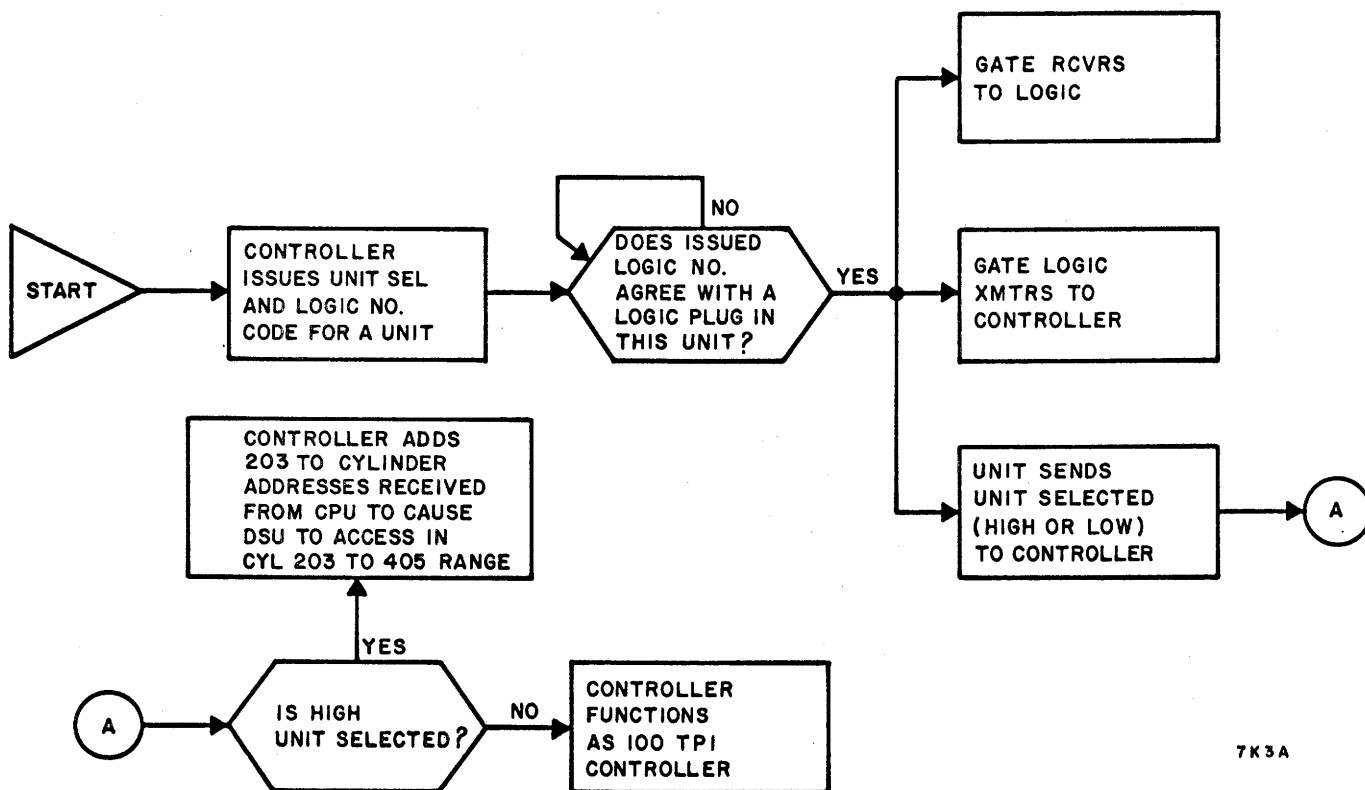 START
CONTROLLER
ISSUES UNIT SEL
AND LOGIC NO.
CODE FOR A UNIT
NO
DOES ISSUED
LOGIC NO.
AGREE WITH A
LOGIC PLUG IN
THIS UNIT?
YES
GATE RCVRS
TO LOGIC
GATE LOGIC
XMTRS TO
CONTROLLER
UNIT SENDS
UNIT SELECTED
(HIGH OR LOW)
TO CONTROLLER
A
CONTROLLER ADDS
203 TO CYLINDER
ADDRESSES RECEIVED
FROM CPU TO CAUSE
DSU TO ACCESS IN
CYL 203 TO 405 RANGE
YES
A
IS HIGH
UNIT SELECTED?
NO
CONTROLLER
FUNCTIONS
AS 100 TPI
CONTROLLER
7K3A